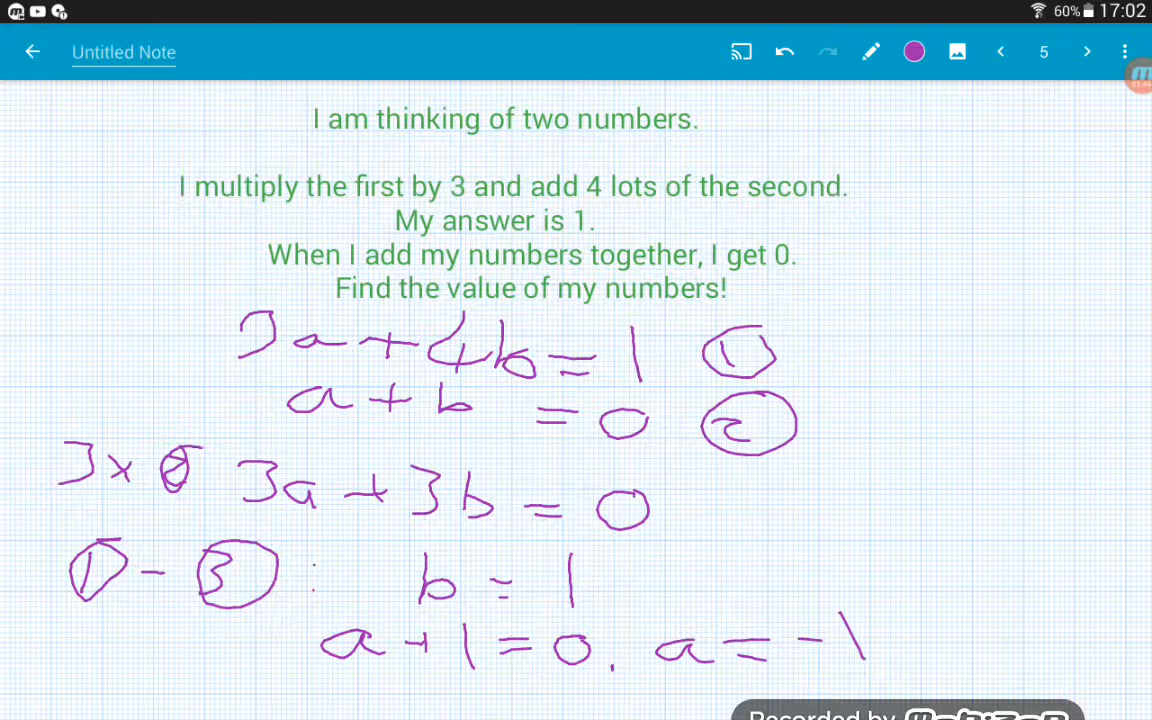 60% 17:02
Untitled Note 5
05:46
I am thinking of two numbers.
I multiply the first by 3 and add 4 lots of the second.
My answer is 1.
When I add my numbers together, I get 0.
Find the value of my numbers!
3a + 4b = 1 ①
a + b = 0 ②
3 x ② 3a + 3b = 0
① - ③ : b = 1
a + 1 = 0. a = -1
Recorded by